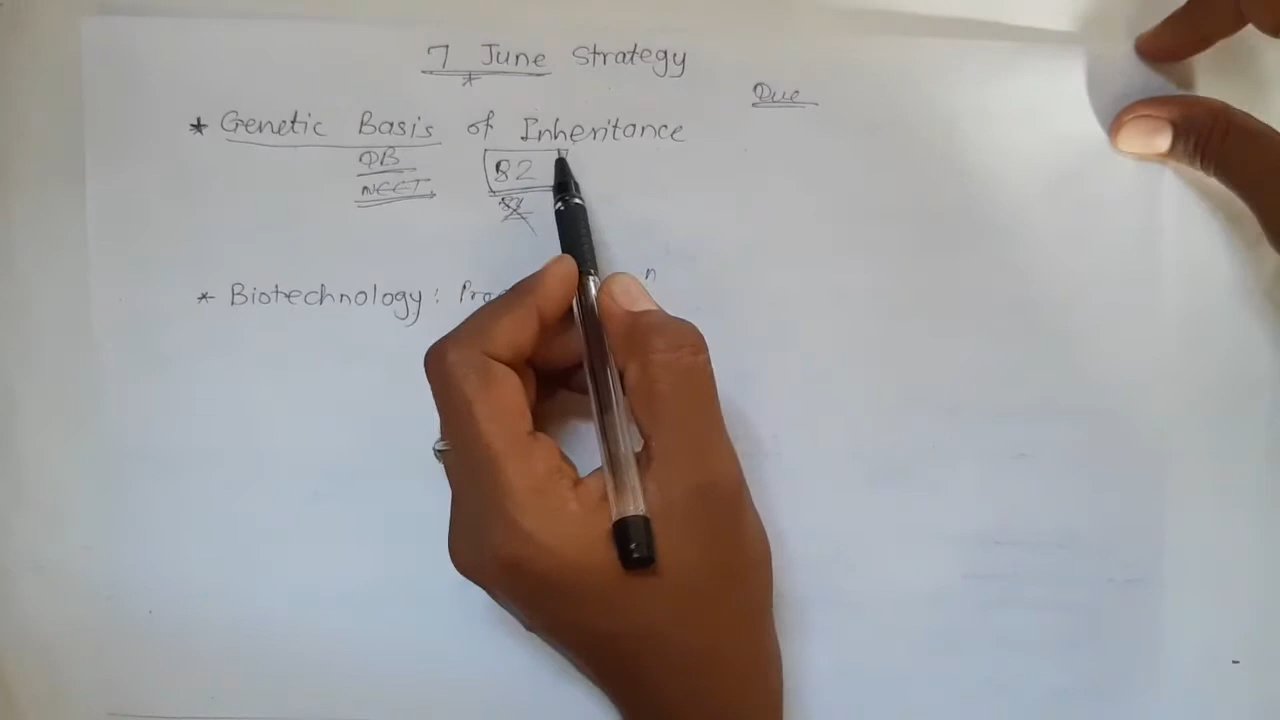 7 June Strategy
Due
* Genetic Basis of Inheritance
QB
82
NEET
* Biotechnology: